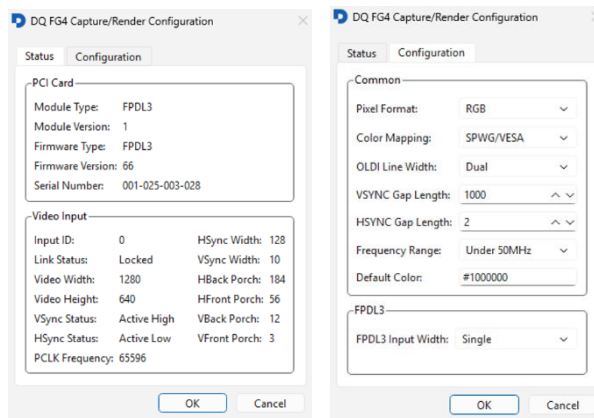 DQ FG4 Capture/Render Configuration
Status Configuration
PCI Card
Module Type: FPDL3
Module Version: 1
Firmware Type: FPDL3
Firmware Version: 66
Serial Number: 001-025-003-028
Video Input
Input ID: 0 HSync Width: 128
Link Status: Locked VSync Width: 10
Video Width: 1280 HBack Porch: 184
Video Height: 640 HFront Porch: 56
VSync Status: Active High VBack Porch: 12
HSync Status: Active Low VFront Porch: 3
PCLK Frequency: 65596
OK Cancel
DQ FG4 Capture/Render Configuration
Status Configuration
Common
Pixel Format: RGB
Color Mapping: SPWG/VESA
OLDI Line Width: Dual
VSYNC Gap Length: 1000
HSYNC Gap Length: 2
Frequency Range: Under 50MHz
Default Color: #1000000
FPDL3
FPDL3 Input Width: Single
OK Cancel